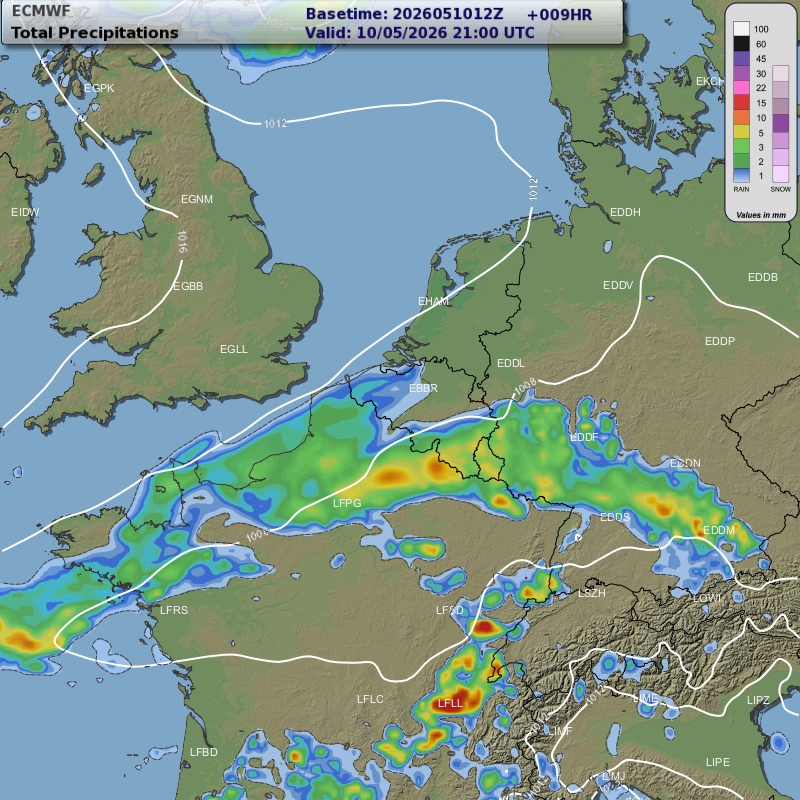 ECMWF
Total Precipitations
Basetime: 2026051012Z +009HR
Valid: 10/05/2026 21:00 UTC
100
60
45
30
22
15
10
5
3
2
1
RAIN SNOW
Values in mm
EGPK
EKCH
1012
1012
EIDW
EGNM
EDDH
1016
EGBB
EDDV
EDDB
EHAM
EGLL
EDDP
EDDL
EBBR
1008
EDDF
EDDN
LFPG
EDDS
EDDM
LFRS
LFSD
LSZH
LOWI
LFLC
LFLL
LIME
LIPZ
1012
LIMF
LFBD
LIPE
LIMJ